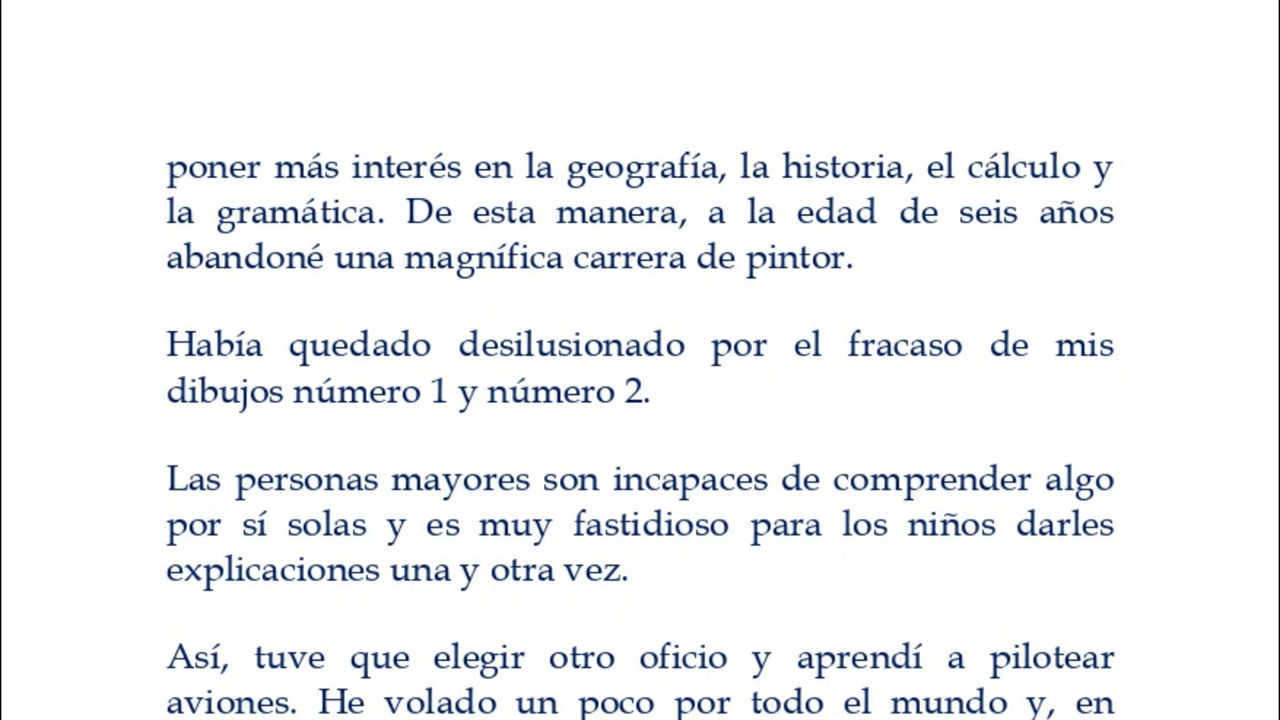 poner más interés en la geografía, la historia, el cálculo y
la gramática. De esta manera, a la edad de seis años
abandoné una magnífica carrera de pintor.
Había quedado desilusionado por el fracaso de mis
dibujos número 1 y número 2.
Las personas mayores son incapaces de comprender algo
por sí solas y es muy fastidioso para los niños darles
explicaciones una y otra vez.
Así, tuve que elegir otro oficio y aprendí a pilotear
aviones. He volado un poco por todo el mundo y, en